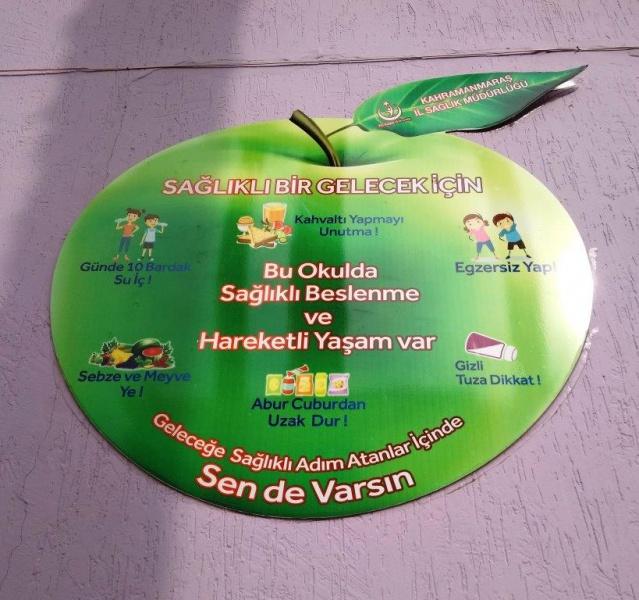 KAHRAMANMARAŞ
İL SAĞLIK MÜDÜRLÜĞÜ
SAĞLIKLI BİR GELECEK İÇİN
Kahvaltı Yapmayı
Unutma !
Günde 10 Bardak
Su İç !
Egzersiz Yap!
Bu Okulda
Sağlıklı Beslenme
ve
Hareketli Yaşam var
Sebze ve Meyve
Ye !
Gizli
Tuza Dikkat !
Abur Cuburdan
Uzak Dur !
Geleceğe Sağlıklı Adım Atanlar İçinde
Sen de Varsın